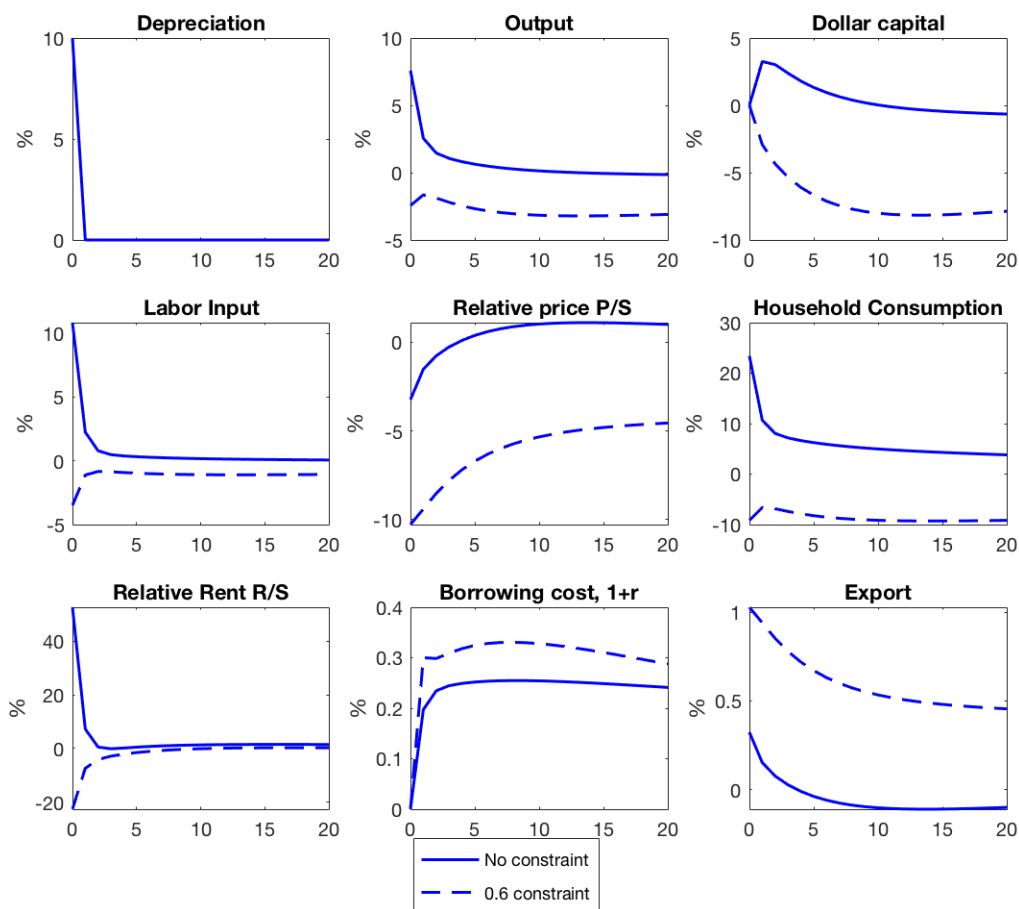 Depreciation
Output
Dollar capital
10
5
0
%
0 5 10 15 20
10
5
0
-5
%
0 5 10 15 20
5
0
-5
-10
%
0 5 10 15 20
Labor Input
Relative price P/S
Household Consumption
10
5
0
-5
%
0 5 10 15 20
0
-5
-10
%
0 5 10 15 20
30
20
10
0
-10
%
0 5 10 15 20
Relative Rent R/S
Borrowing cost, 1+r
Export
40
20
0
-20
%
0 5 10 15 20
0.4
0.3
0.2
0.1
0
%
0 5 10 15 20
1
0.5
0
%
0 5 10 15 20
No constraint
0.6 constraint